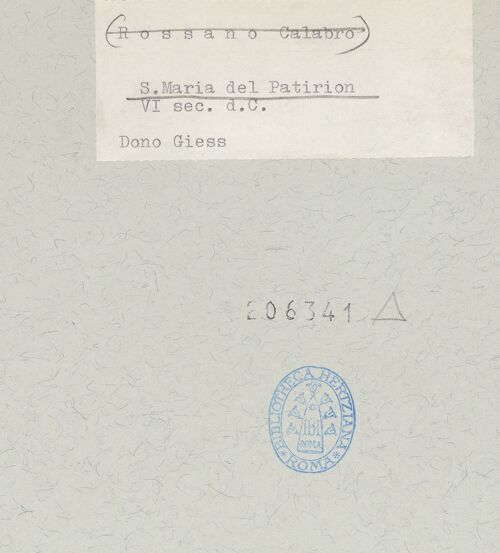 (Rossano Calabro)
S.Maria del Patirion
VI sec. d.C.
Dono Giess
206341 △
BIBLIOTHECA HERTZIANA
* ROMA *
ROMA